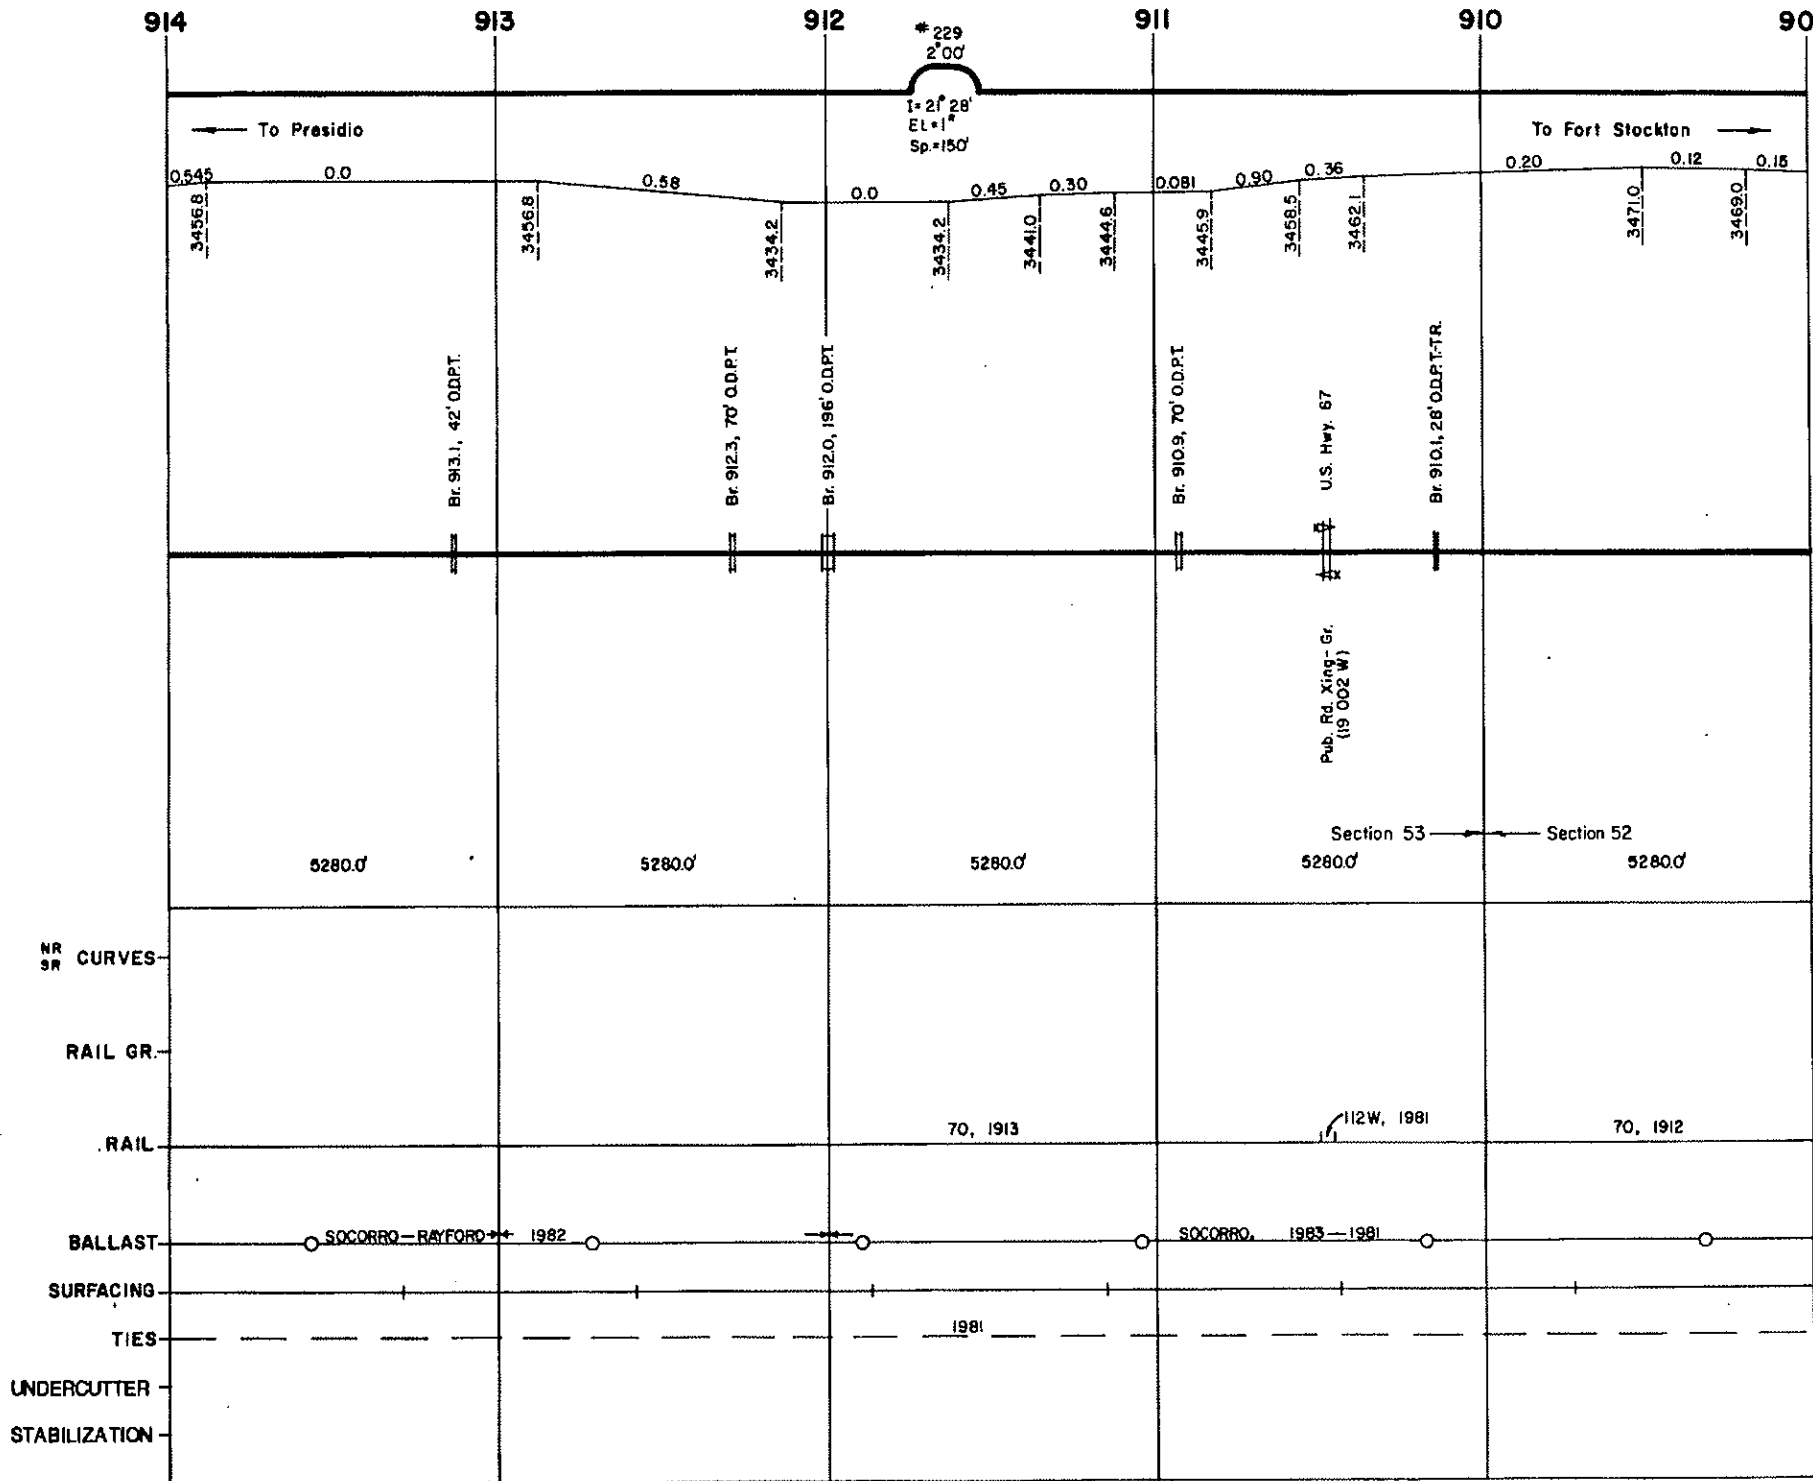 914 913 912 911 910 90
#229
2°00'
I=21°28'
EL=1"
Sp.=150'
To Presidio
To Fort Stockton
0.545 0.0 0.58 0.0 0.45 0.30 0.081 0.90 0.36 0.20 0.12 0.15
3456.8 3456.8 3434.2 3434.2 3441.0 3444.6 3445.9 3458.5 3462.1 3471.0 3469.0
Br. 913.1, 42' O.D.P.T.
Br. 912.3, 70' O.D.P.T.
Br. 912.0, 196' O.D.P.T.
Br. 910.9, 70' O.D.P.T.
U.S. Hwy. 67
Br. 910.1, 28' O.D.P.T.-T.R.
Pub. Rd. Xing-Gr.
(19 002 W)
Section 53 Section 52
5280.0' 5280.0' 5280.0' 5280.0' 5280.0'
NR
SR CURVES
RAIL GR.
RAIL 70, 1913 112W, 1981 70, 1912
BALLAST SOCORRO-RAYFORD 1982 SOCORRO, 1983-1981
SURFACING
TIES 1981
UNDERCUTTER
STABILIZATION